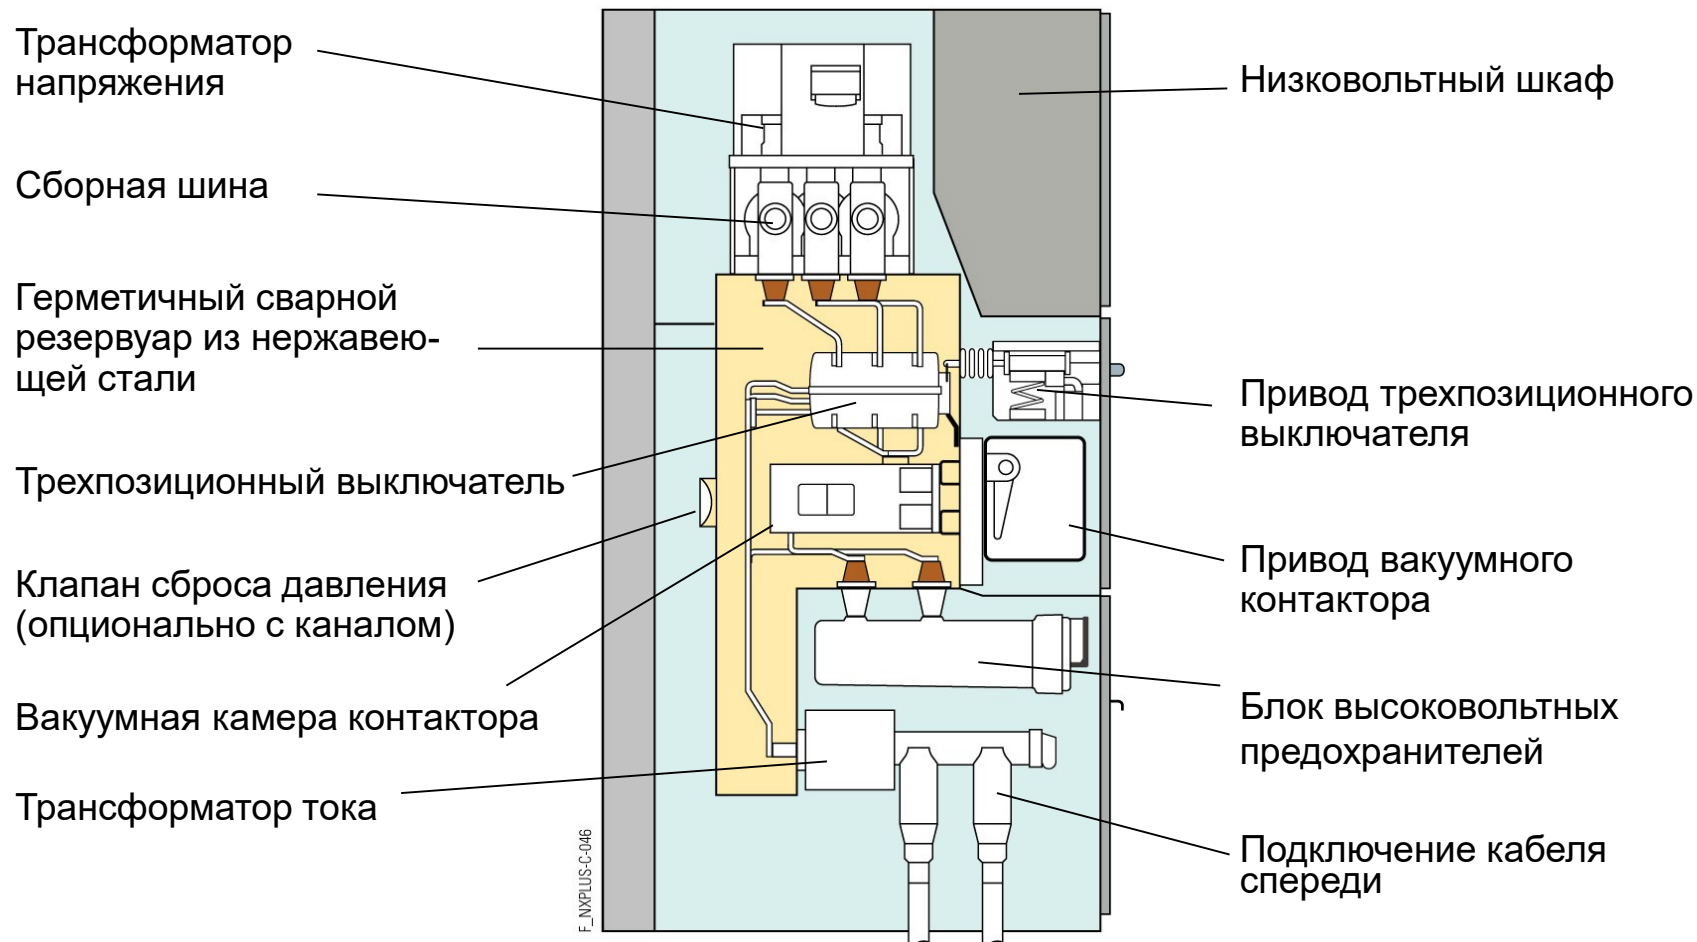 Трансформатор
напряжения
Сборная шина
Герметичный сварной
резервуар из нержавею-
щей стали
Трехпозиционный выключатель
Клапан сброса давления
(опционально с каналом)
Вакуумная камера контактора
Трансформатор тока
F_NXPLUS-C-046
Низковольтный шкаф
Привод трехпозиционного
выключателя
Привод вакуумного
контактора
Блок высоковольтных
предохранителей
Подключение кабеля
спереди